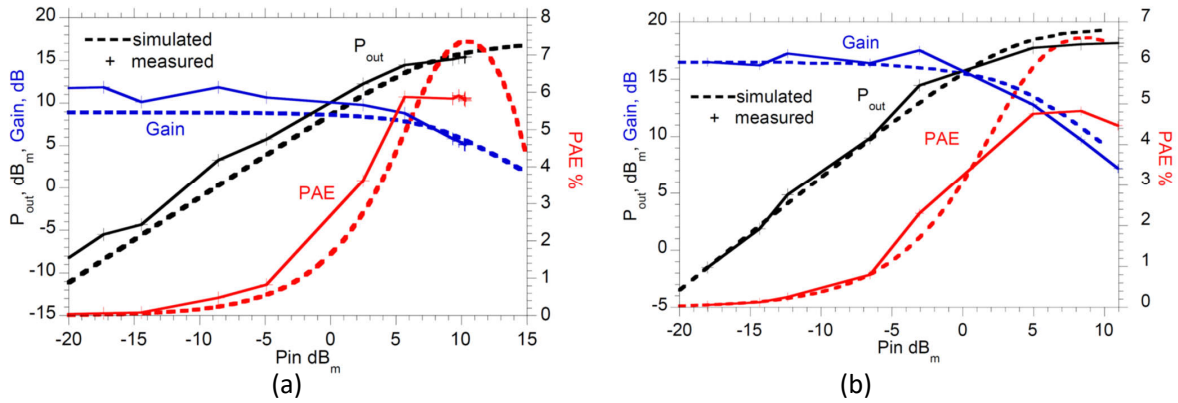 20
15
10
5
0
-5
-10
-15
P_out, dB_m, Gain, dB
simulated
+ measured
P_out
Gain
PAE
8
7
6
5
4
3
2
1
0
PAE %
-20 -15 -10 -5 0 5 10 15
Pin dB_m
(a)
20
15
10
5
0
-5
P_out, dB_m, Gain, dB
Gain
simulated
+ measured
P_out
PAE
7
6
5
4
3
2
1
0
PAE %
-20 -15 -10 -5 0 5 10
Pin dB_m
(b)